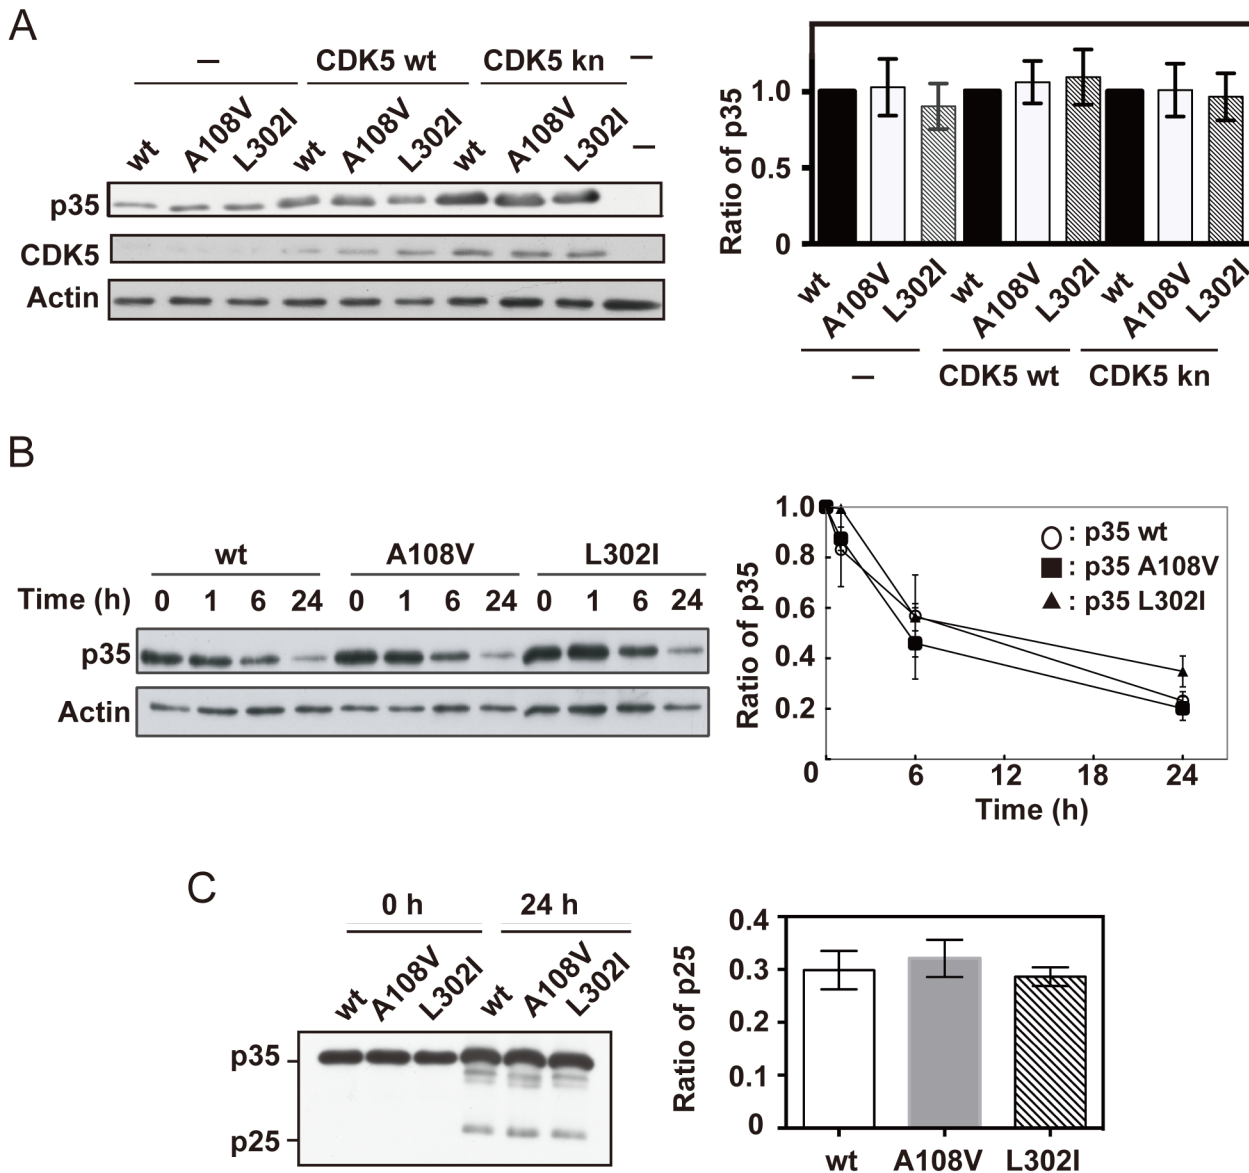 A
– CDK5 wt CDK5 kn –
wt A108V L302I wt A108V L302I wt A108V L302I –
p35
CDK5
Actin
Ratio of p35
1.0
0.5
0
wt A108V L302I wt A108V L302I wt A108V L302I
– CDK5 wt CDK5 kn
B
wt A108V L302I
Time (h) 0 1 6 24 0 1 6 24 0 1 6 24
p35
Actin
Ratio of p35
1.0
0.8
0.6
0.4
0.2
0 6 12 18 24
Time (h)
: p35 wt
: p35 A108V
: p35 L302I
C
0 h 24 h
wt A108V L302I wt A108V L302I
p35
p25
Ratio of p25
0.4
0.3
0.2
0.1
0
wt A108V L302I